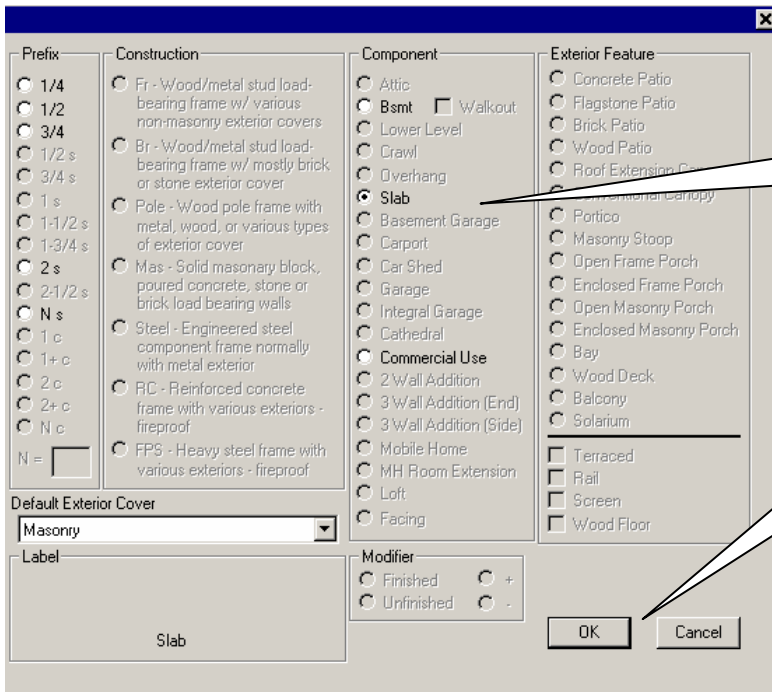 Prefix
1/4
1/2
3/4
1/2 s
3/4 s
1 s
1-1/2 s
1-3/4 s
2 s
2-1/2 s
N s
1 c
1+ c
2 c
2+ c
N c
N =
Construction
Fr - Wood/metal stud load-
bearing frame w/ various
non-masonry exterior covers
Br - Wood/metal stud load-
bearing frame w/ mostly brick
or stone exterior cover
Pole - Wood pole frame with
metal, wood, or various types
of exterior cover
Mas - Solid masonary block,
poured concrete, stone or
brick load bearing walls
Steel - Engineered steel
component frame normally
with metal exterior
RC - Reinforced concrete
frame with various exteriors -
fireproof
FPS - Heavy steel frame with
various exteriors - fireproof
Component
Attic
Bsmt Walkout
Lower Level
Crawl
Overhang
Slab
Basement Garage
Carport
Car Shed
Garage
Integral Garage
Cathedral
Commercial Use
2 Wall Addition
3 Wall Addition (End)
3 Wall Addition (Side)
Mobile Home
MH Room Extension
Loft
Facing
Exterior Feature
Concrete Patio
Flagstone Patio
Brick Patio
Wood Patio
Roof Extension
Canopy
Portico
Masonry Stoop
Open Frame Porch
Enclosed Frame Porch
Open Masonry Porch
Enclosed Masonry Porch
Bay
Wood Deck
Balcony
Solarium
Terraced
Rail
Screen
Wood Floor
Default Exterior Cover
Masonry
Label
Slab
Modifier
Finished +
Unfinished -
OK Cancel